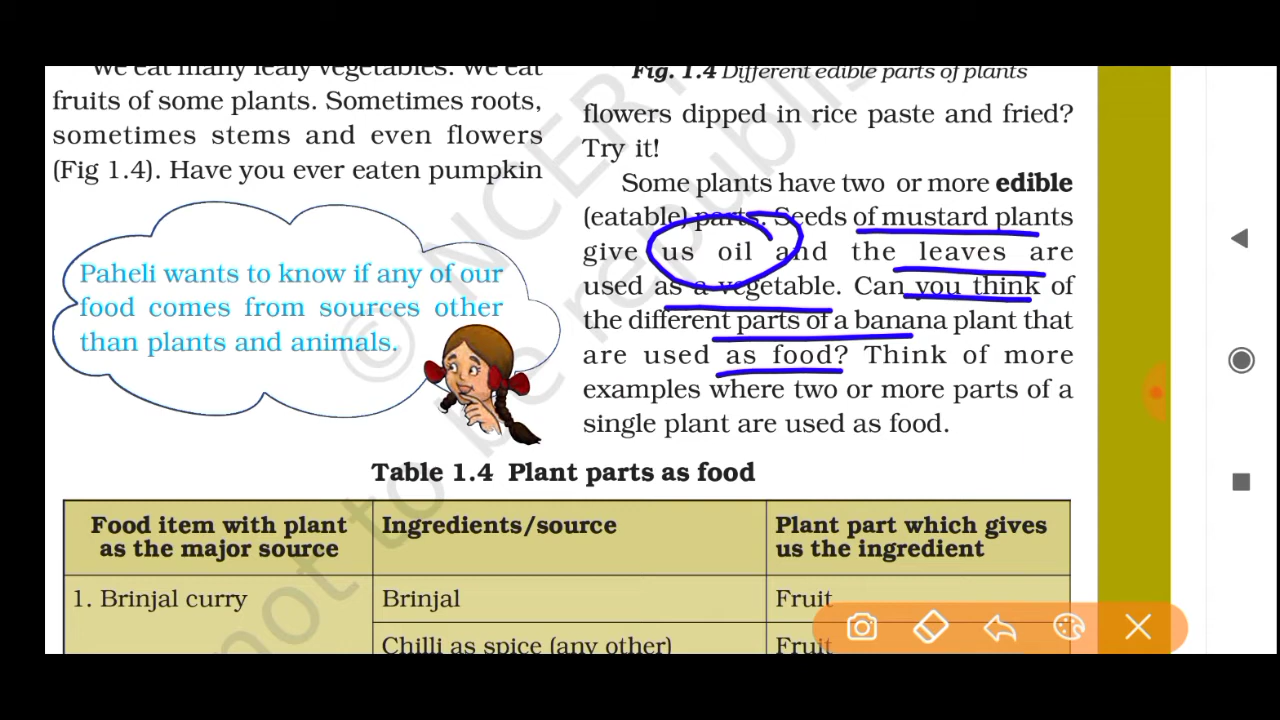 We eat many leafy vegetables. We eat
fruits of some plants. Sometimes roots,
sometimes stems and even flowers
(Fig 1.4). Have you ever eaten pumpkin
Paheli wants to know if any of our
food comes from sources other
than plants and animals.
Fig. 1.4 Different edible parts of plants
flowers dipped in rice paste and fried?
Try it!
Some plants have two or more edible
(eatable) parts. Seeds of mustard plants
give us oil and the leaves are
used as a vegetable. Can you think of
the different parts of a banana plant that
are used as food? Think of more
examples where two or more parts of a
single plant are used as food.
Table 1.4 Plant parts as food
Food item with plant
as the major source
Ingredients/source
Plant part which gives
us the ingredient
1. Brinjal curry
Brinjal
Fruit
Chilli as spice (any other)
Fruit
© NCERT
not to be republis